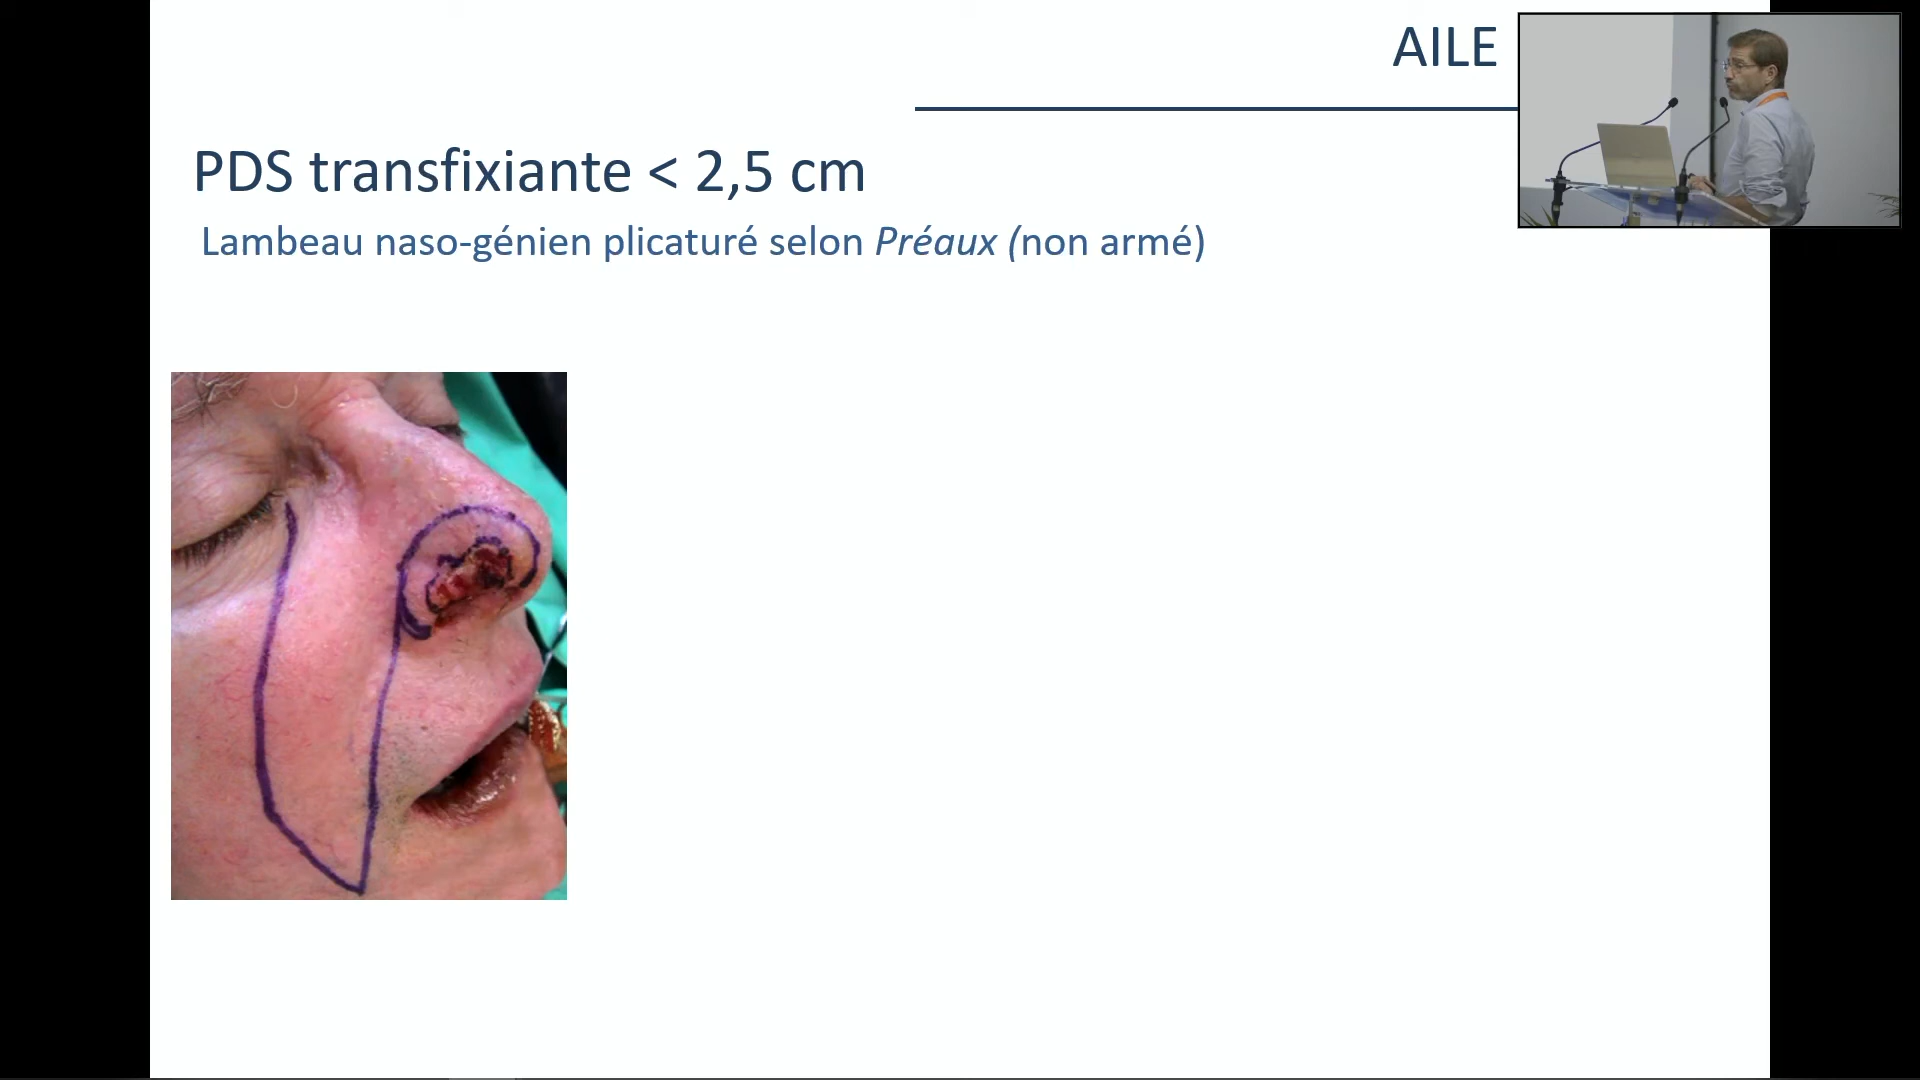 AILE
PDS transfixiante < 2,5 cm
Lambeau naso-génien plicaturé selon Préaux (non armé)